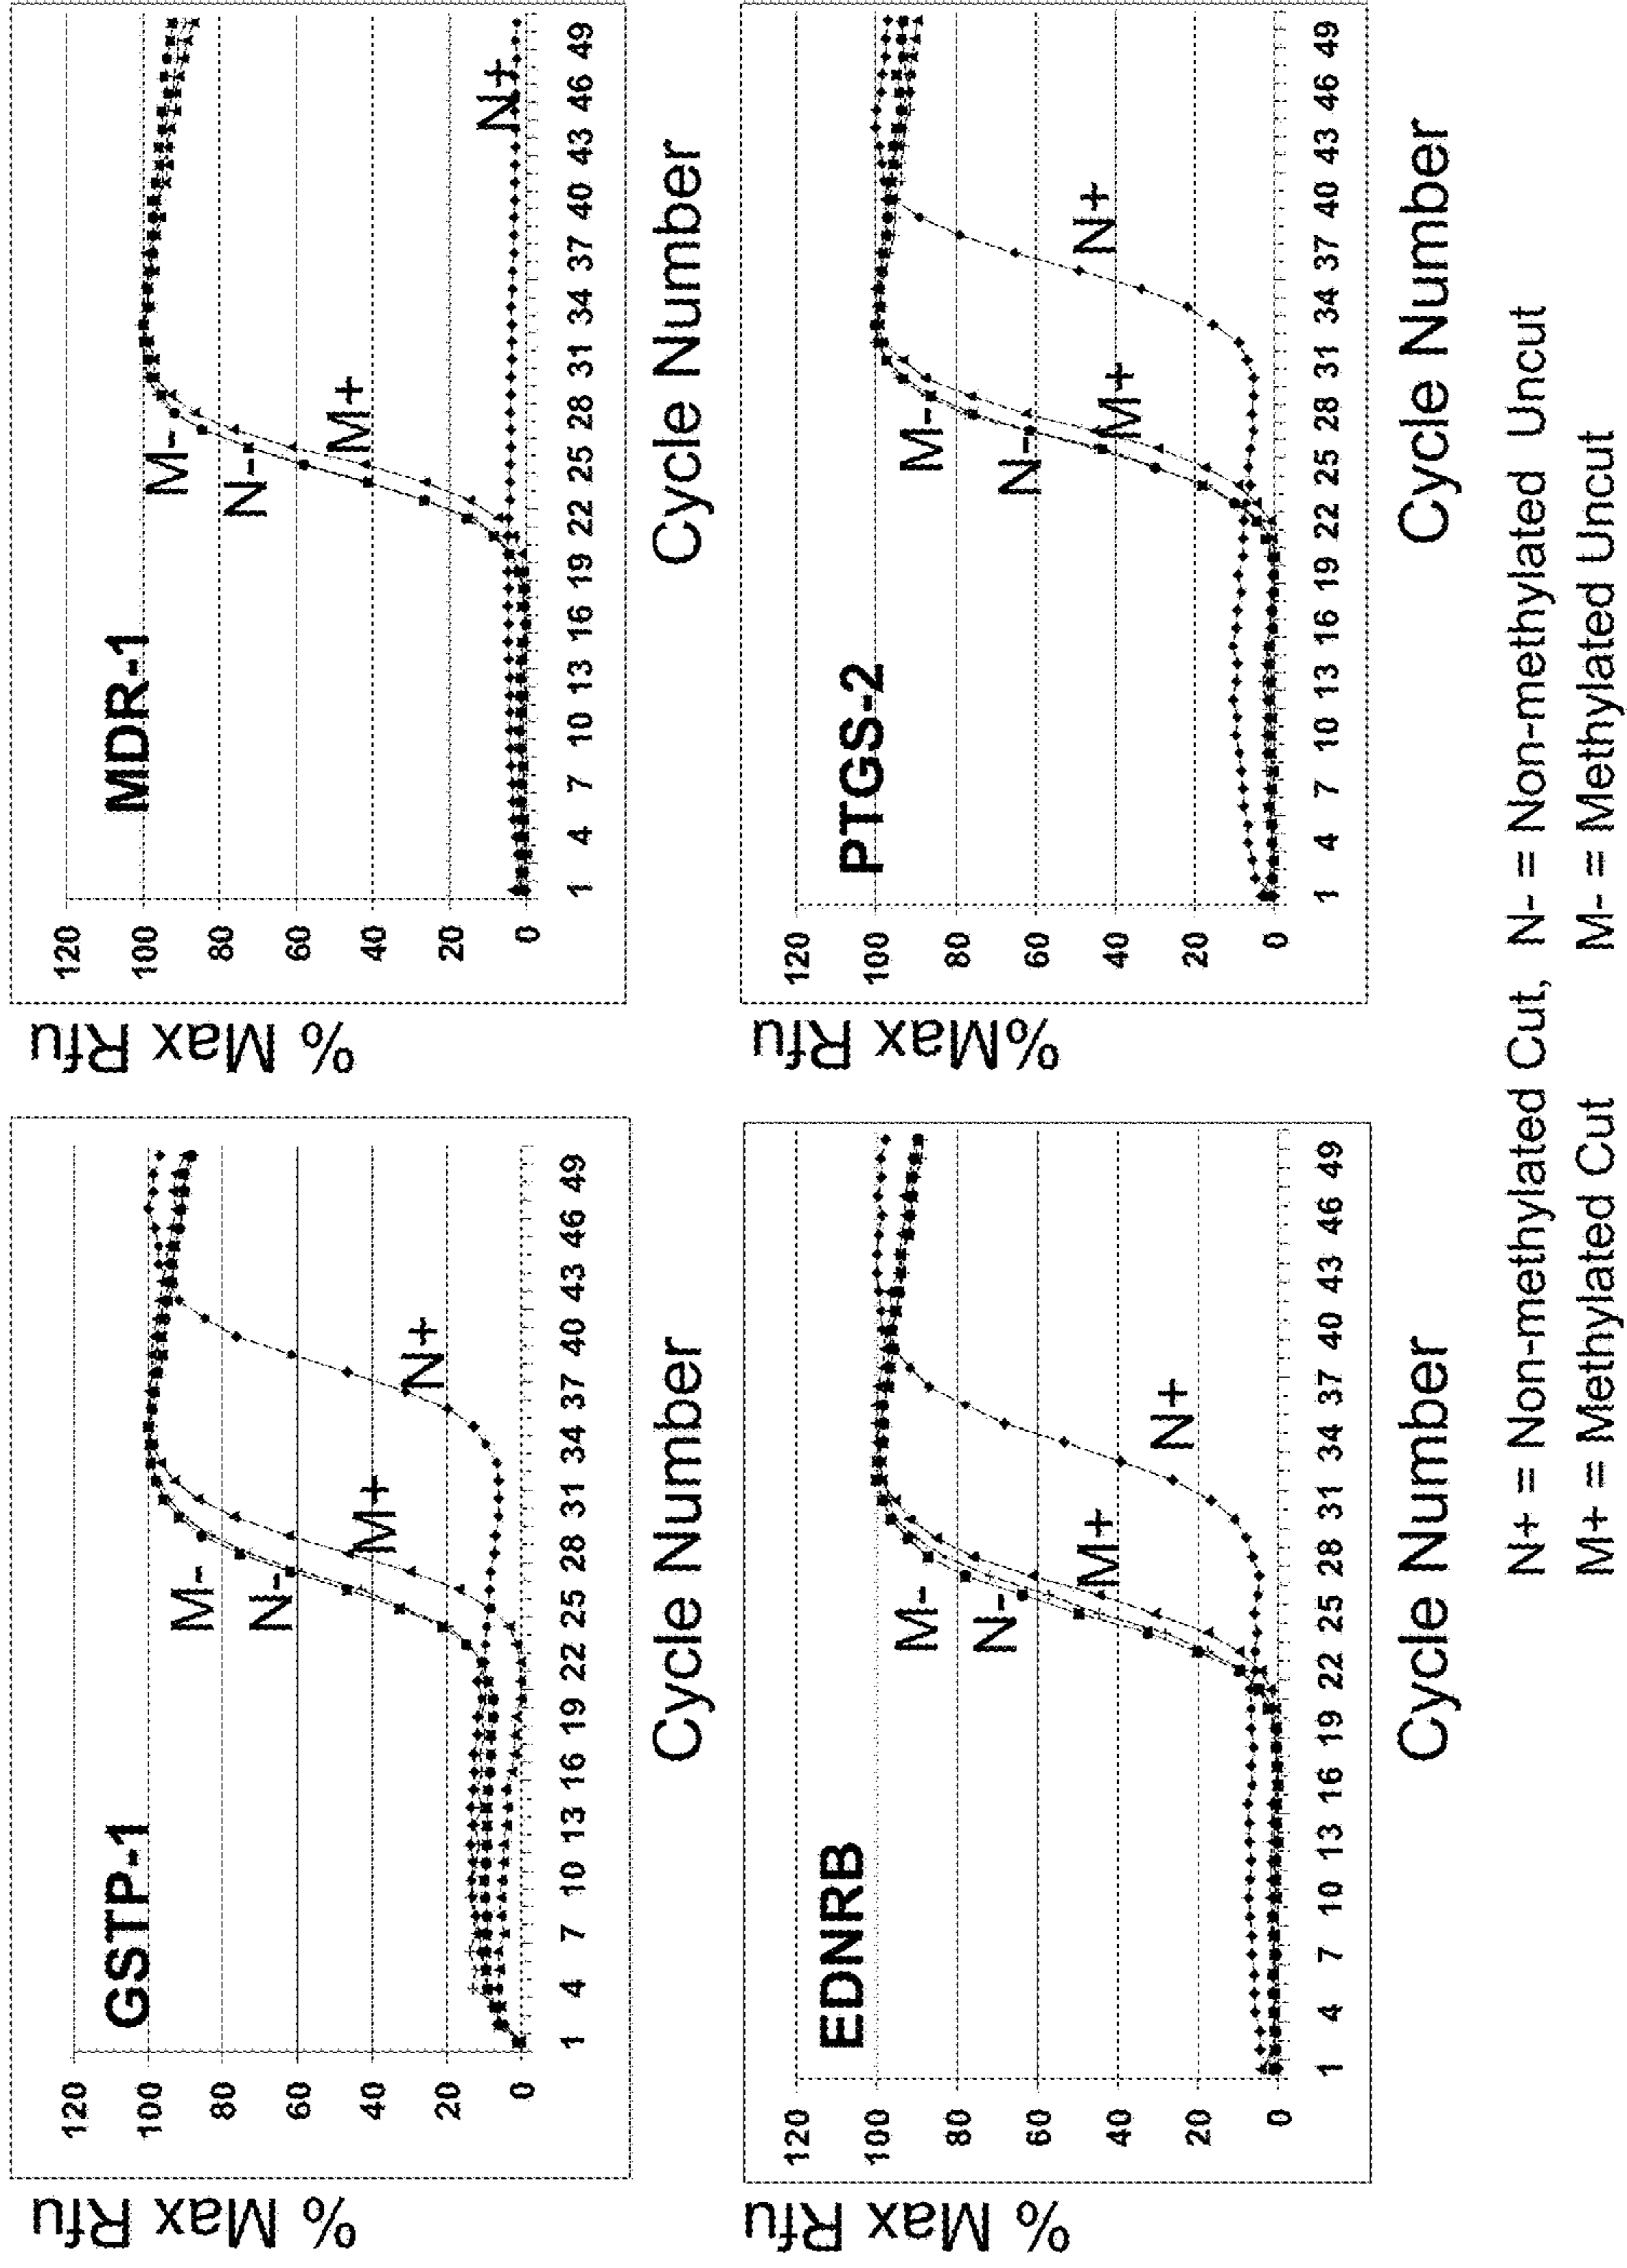 GSTP-1
% Max Rfu
120
100
80
60
40
20
0
M-
N-
M+
N+
1 4 7 10 13 16 19 22 25 28 31 34 37 40 43 46 49
Cycle Number
MDR-1
% Max Rfu
120
100
80
60
40
20
0
M-
N-
M+
N+
1 4 7 10 13 16 19 22 25 28 31 34 37 40 43 46 49
Cycle Number
EDNRB
% Max Rfu
120
100
80
60
40
20
0
M-
N-
M+
N+
1 4 7 10 13 16 19 22 25 28 31 34 37 40 43 46 49
Cycle Number
PTGS-2
%Max Rfu
120
100
80
60
40
20
0
M-
N-
M+
N+
1 4 7 10 13 16 19 22 25 28 31 34 37 40 43 46 49
Cycle Number
N+ = Non-methylated Cut, N- = Non-methylated Uncut
M+ = Methylated Cut M- = Methylated Uncut